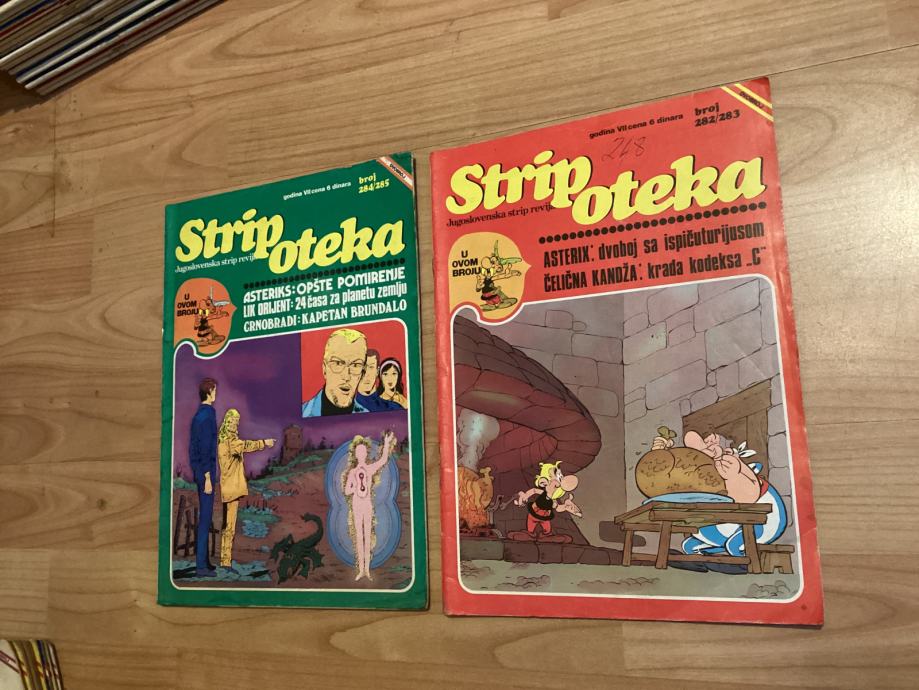 godina VII cena 6 dinara
broj
284/285
Strip
oteka
Jugoslovenska strip revija
U
OVOM
BROJU
ASTERIKS: OPŠTE POMIRENJE
LIK ORIJENT: 24 časa za planetu zemlju
CRNOBRADI: KAPETAN BRUNDALO
godina VII cena 6 dinara
broj
282/283
268
Strip
oteka
Jugoslovenska strip revija
U
OVOM
BROJU
ASTERIX: dvoboj sa ispičuturijusom
ČELIČNA KANDŽA: krađa kodeksa „C"